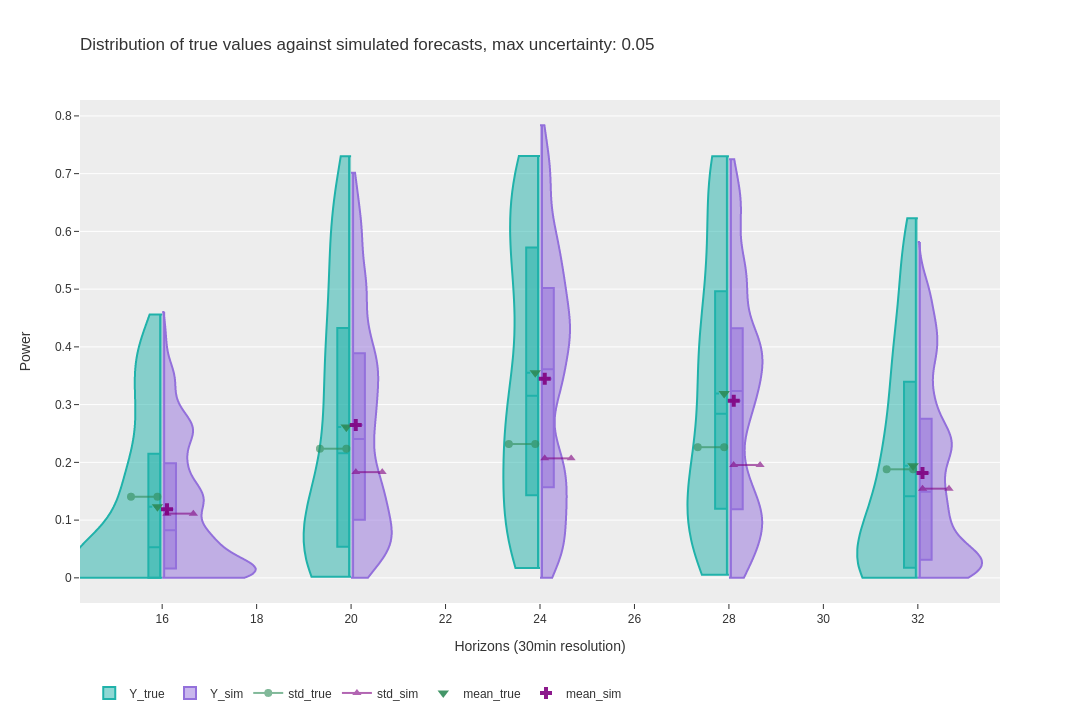 Distribution of true values against simulated forecasts, max uncertainty: 0.05
0.8
0.7
0.6
0.5
0.4
0.3
0.2
0.1
0
Power
16 18 20 22 24 26 28 30 32
Horizons (30min resolution)
Y_true Y_sim std_true std_sim mean_true mean_sim